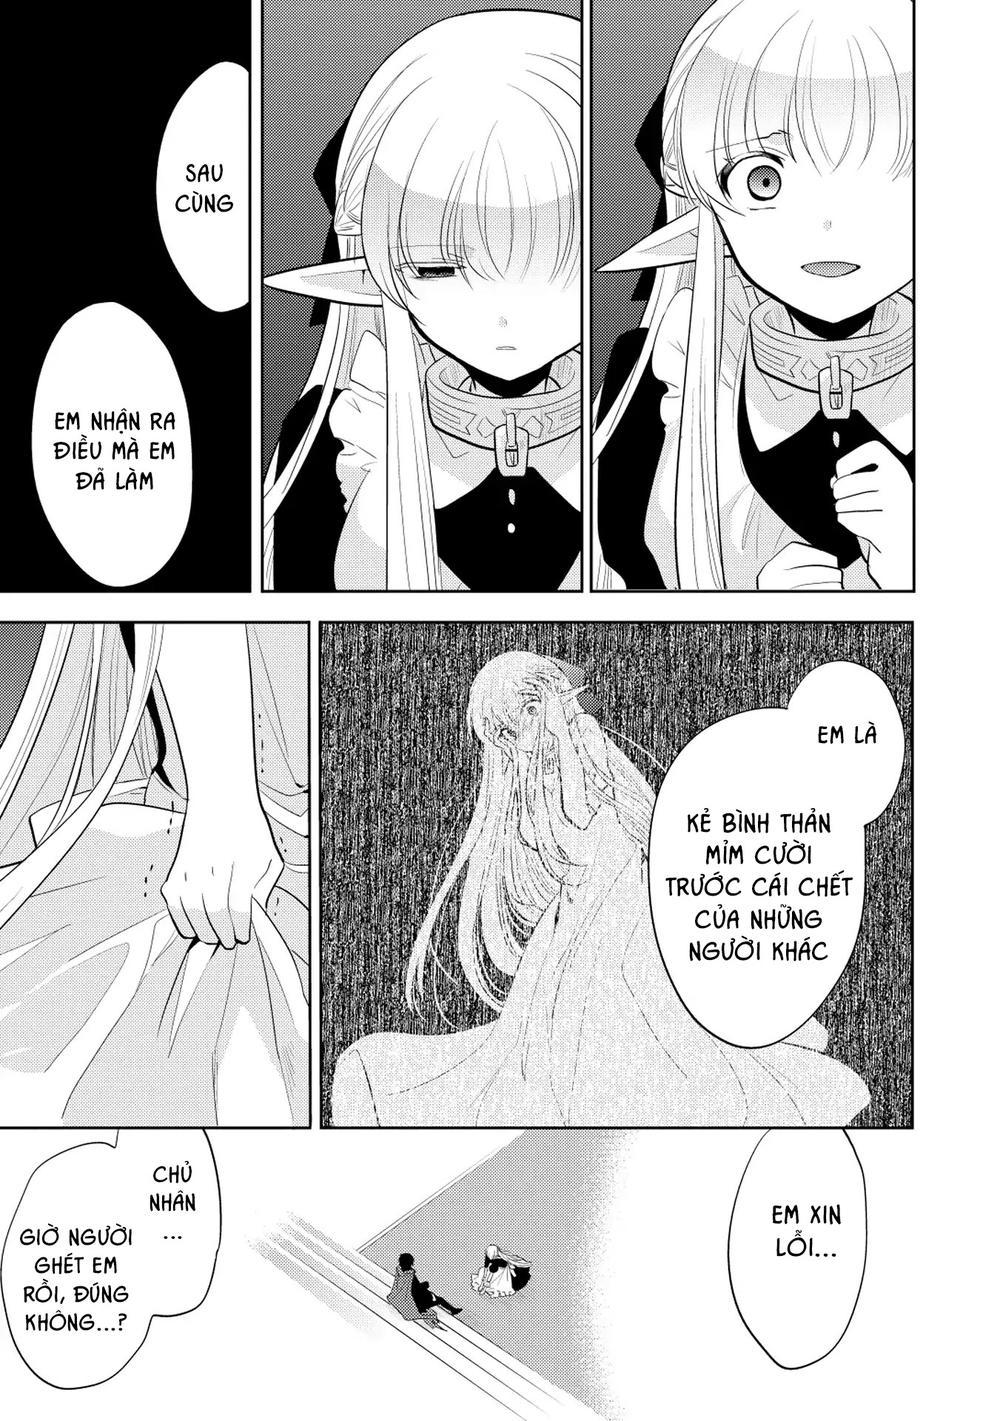 SAU
CÙNG
EM NHẬN RA
ĐIỀU MÀ EM
ĐÃ LÀM
EM LÀ
KẺ BÌNH THẢN
MỈM CƯỜI
TRƯỚC CÁI CHẾT
CỦA NHỮNG
NGƯỜI KHÁC
EM XIN
LỖI...
CHỦ
NHÂN
...
GIỜ NGƯỜI
GHÉT EM
RỒI, ĐÚNG
KHÔNG...?